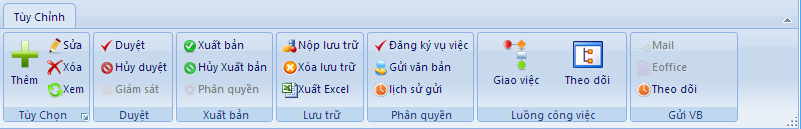 Tùy Chỉnh
Thêm
Sửa
Xóa
Xem
Tùy Chọn
Duyệt
Hủy duyệt
Giám sát
Duyệt
Xuất bản
Hủy Xuất bản
Phân quyền
Xuất bản
Nộp lưu trữ
Xóa lưu trữ
Xuất Excel
Lưu trữ
Đăng ký vụ việc
Gửi văn bản
lịch sử gửi
Phân quyền
Giao việc
Theo dõi
Luồng công việc
Mail
Eoffice
Theo dõi
Gửi VB